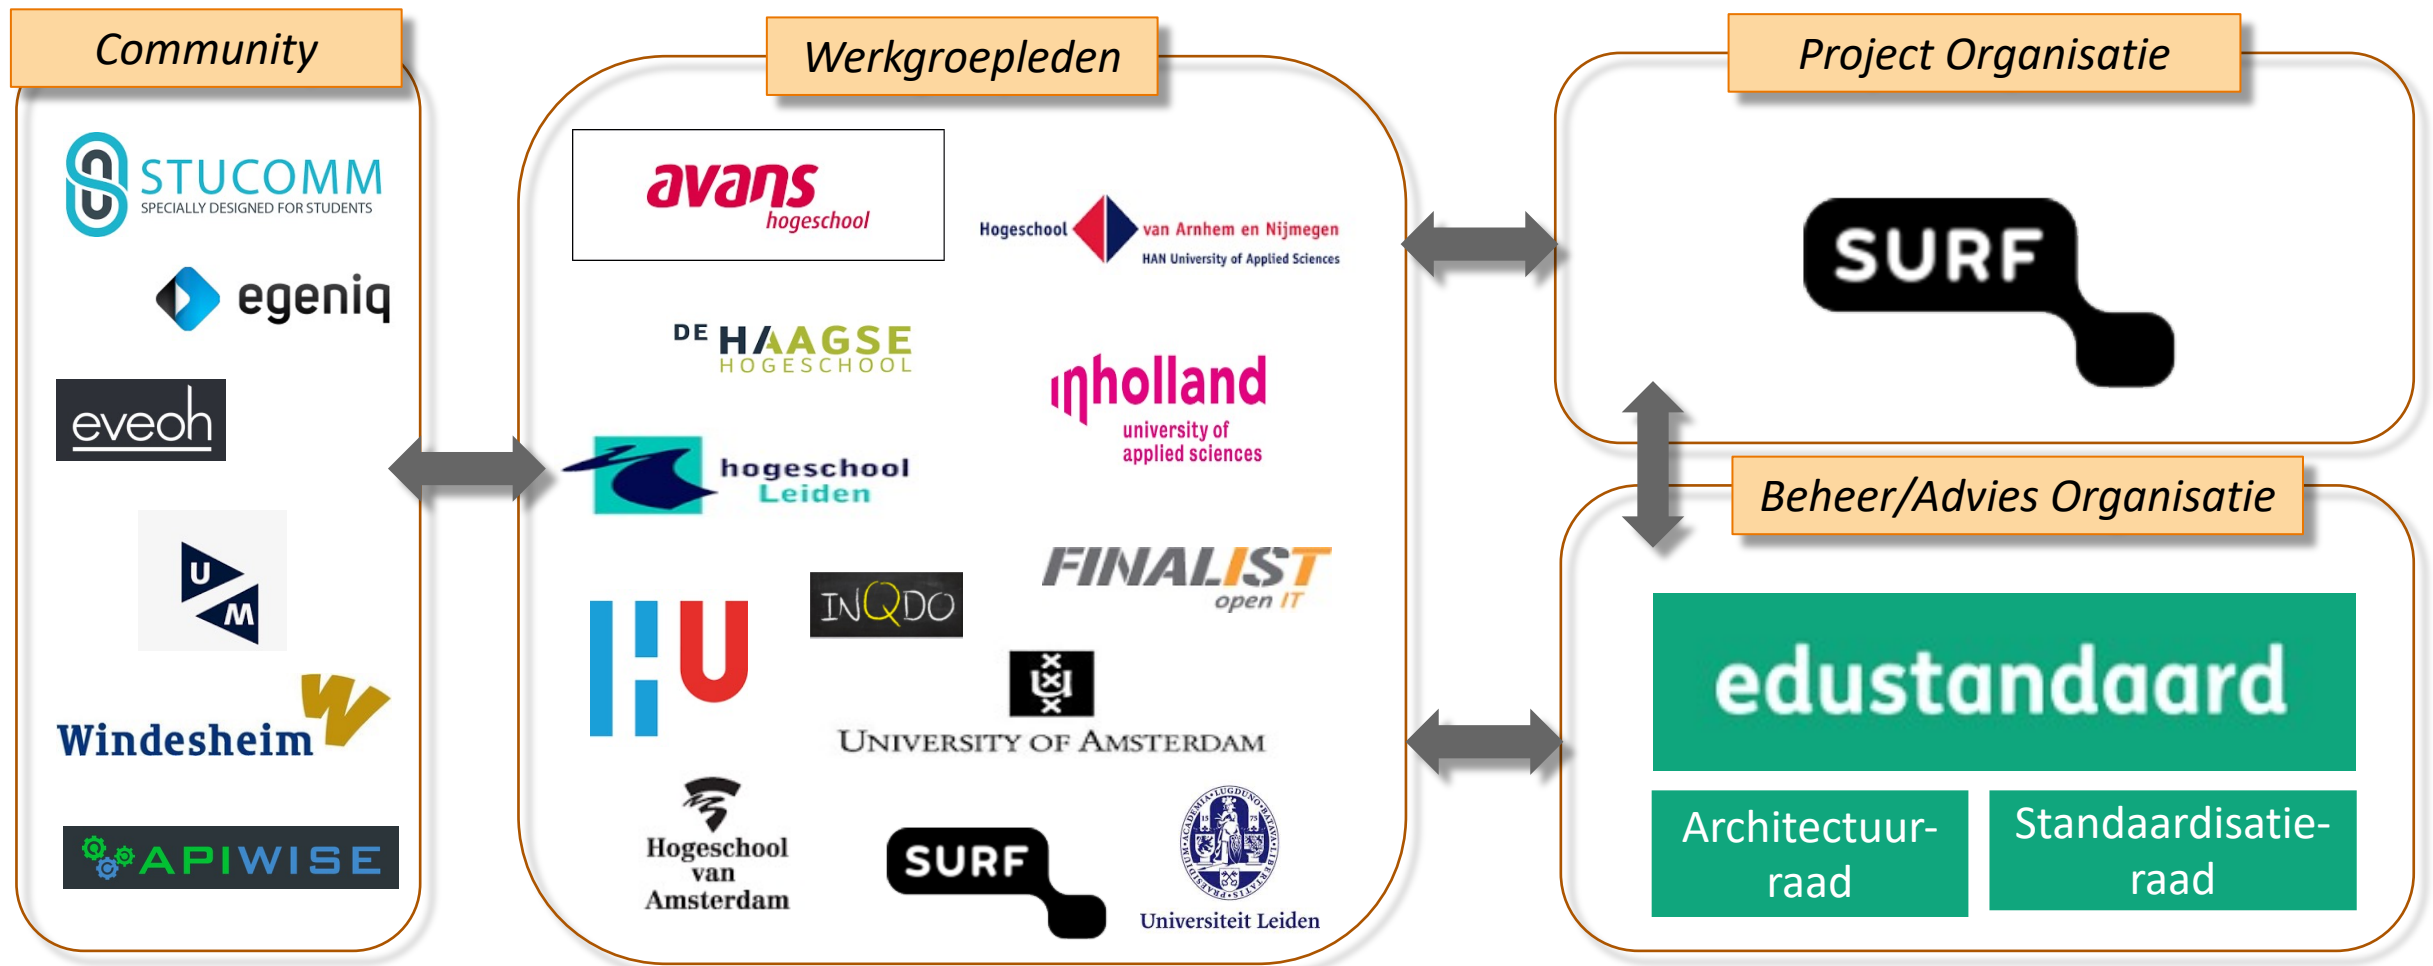 Community
STUCOMM
SPECIALLY DESIGNED FOR STUDENTS
egeniq
eveoh
U
M
Windesheim
APIWISE
Werkgroepleden
avans
hogeschool
Hogeschool van Arnhem en Nijmegen
HAN University of Applied Sciences
DE HAAGSE
HOGESCHOOL
inholland
university of
applied sciences
hogeschool
Leiden
FINALIST
open IT
INQDO
HU
UNIVERSITY OF AMSTERDAM
Hogeschool
van
Amsterdam
SURF
Universiteit Leiden
Project Organisatie
SURF
Beheer/Advies Organisatie
edustandaard
Architectuur-
raad
Standaardisatie-
raad